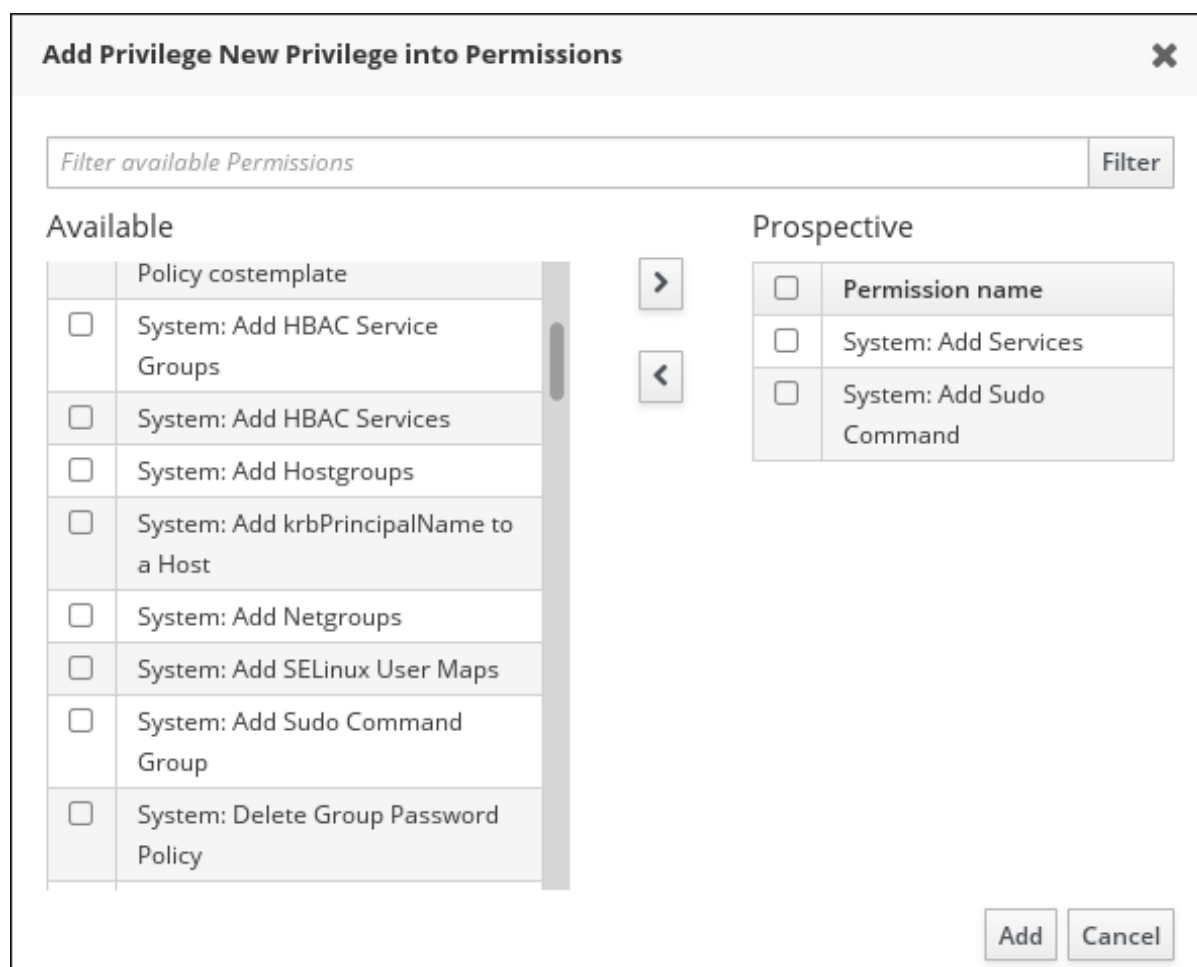 Add Privilege New Privilege into Permissions
Filter available Permissions
Filter
Available
Policy costemplate
System: Add HBAC Service
Groups
System: Add HBAC Services
System: Add Hostgroups
System: Add krbPrincipalName to
a Host
System: Add Netgroups
System: Add SELinux User Maps
System: Add Sudo Command
Group
System: Delete Group Password
Policy
Prospective
Permission name
System: Add Services
System: Add Sudo
Command
Add
Cancel